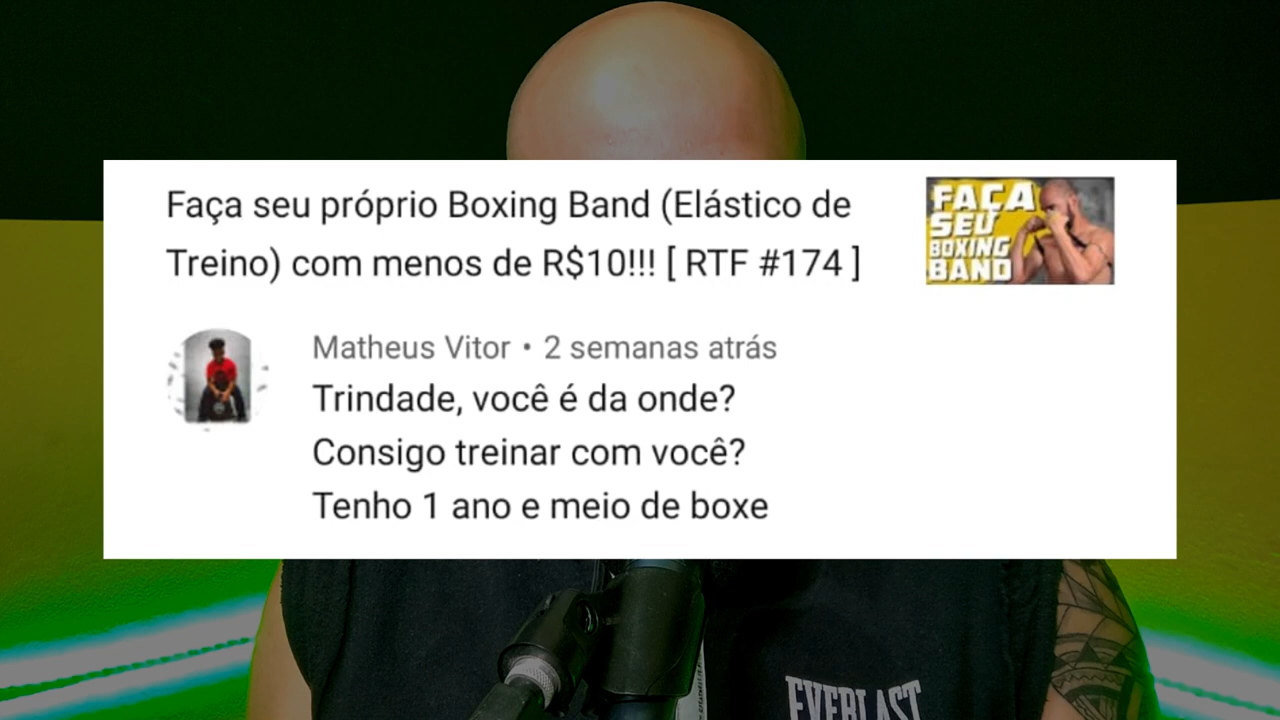 Faça seu próprio Boxing Band (Elástico de
Treino) com menos de R$10!!! [ RTF #174 ]
FAÇA
SEU
BOXING
BAND
Matheus Vitor • 2 semanas atrás
Trindade, você é da onde?
Consigo treinar com você?
Tenho 1 ano e meio de boxe
EVERLAST